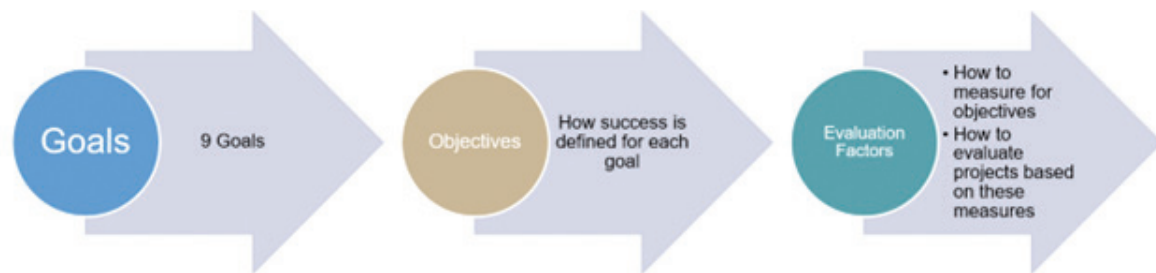 Goals
9 Goals
Objectives
How success is
defined for each
goal
Evaluation
Factors
• How to
measure for
objectives
• How to
evaluate
projects based
on these
measures